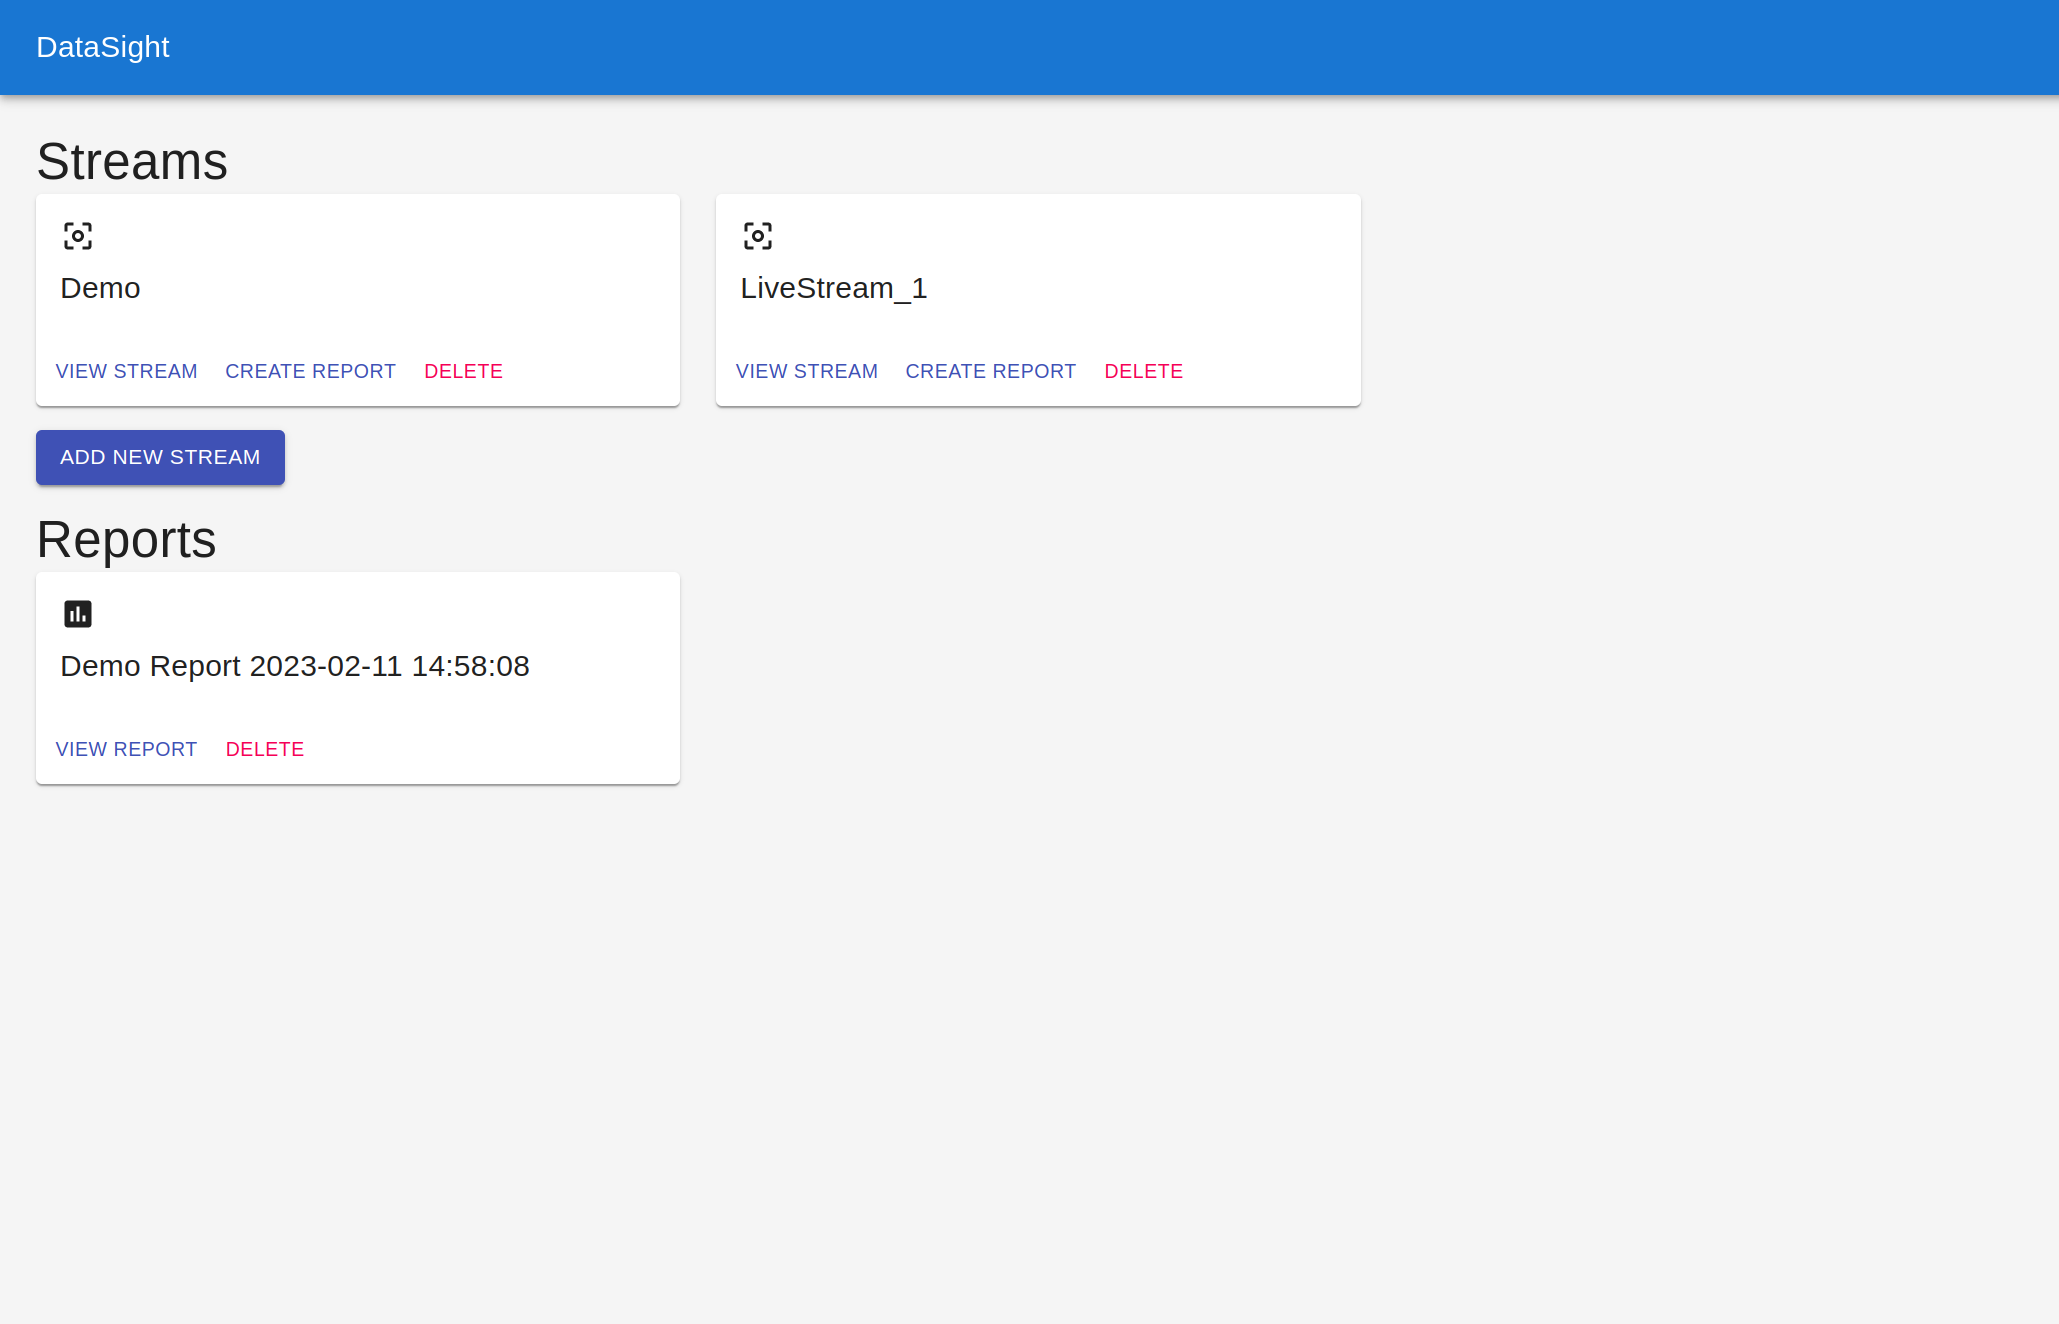 DataSight
Streams
Demo
VIEW STREAM CREATE REPORT DELETE
LiveStream_1
VIEW STREAM CREATE REPORT DELETE
ADD NEW STREAM
Reports
Demo Report 2023-02-11 14:58:08
VIEW REPORT DELETE